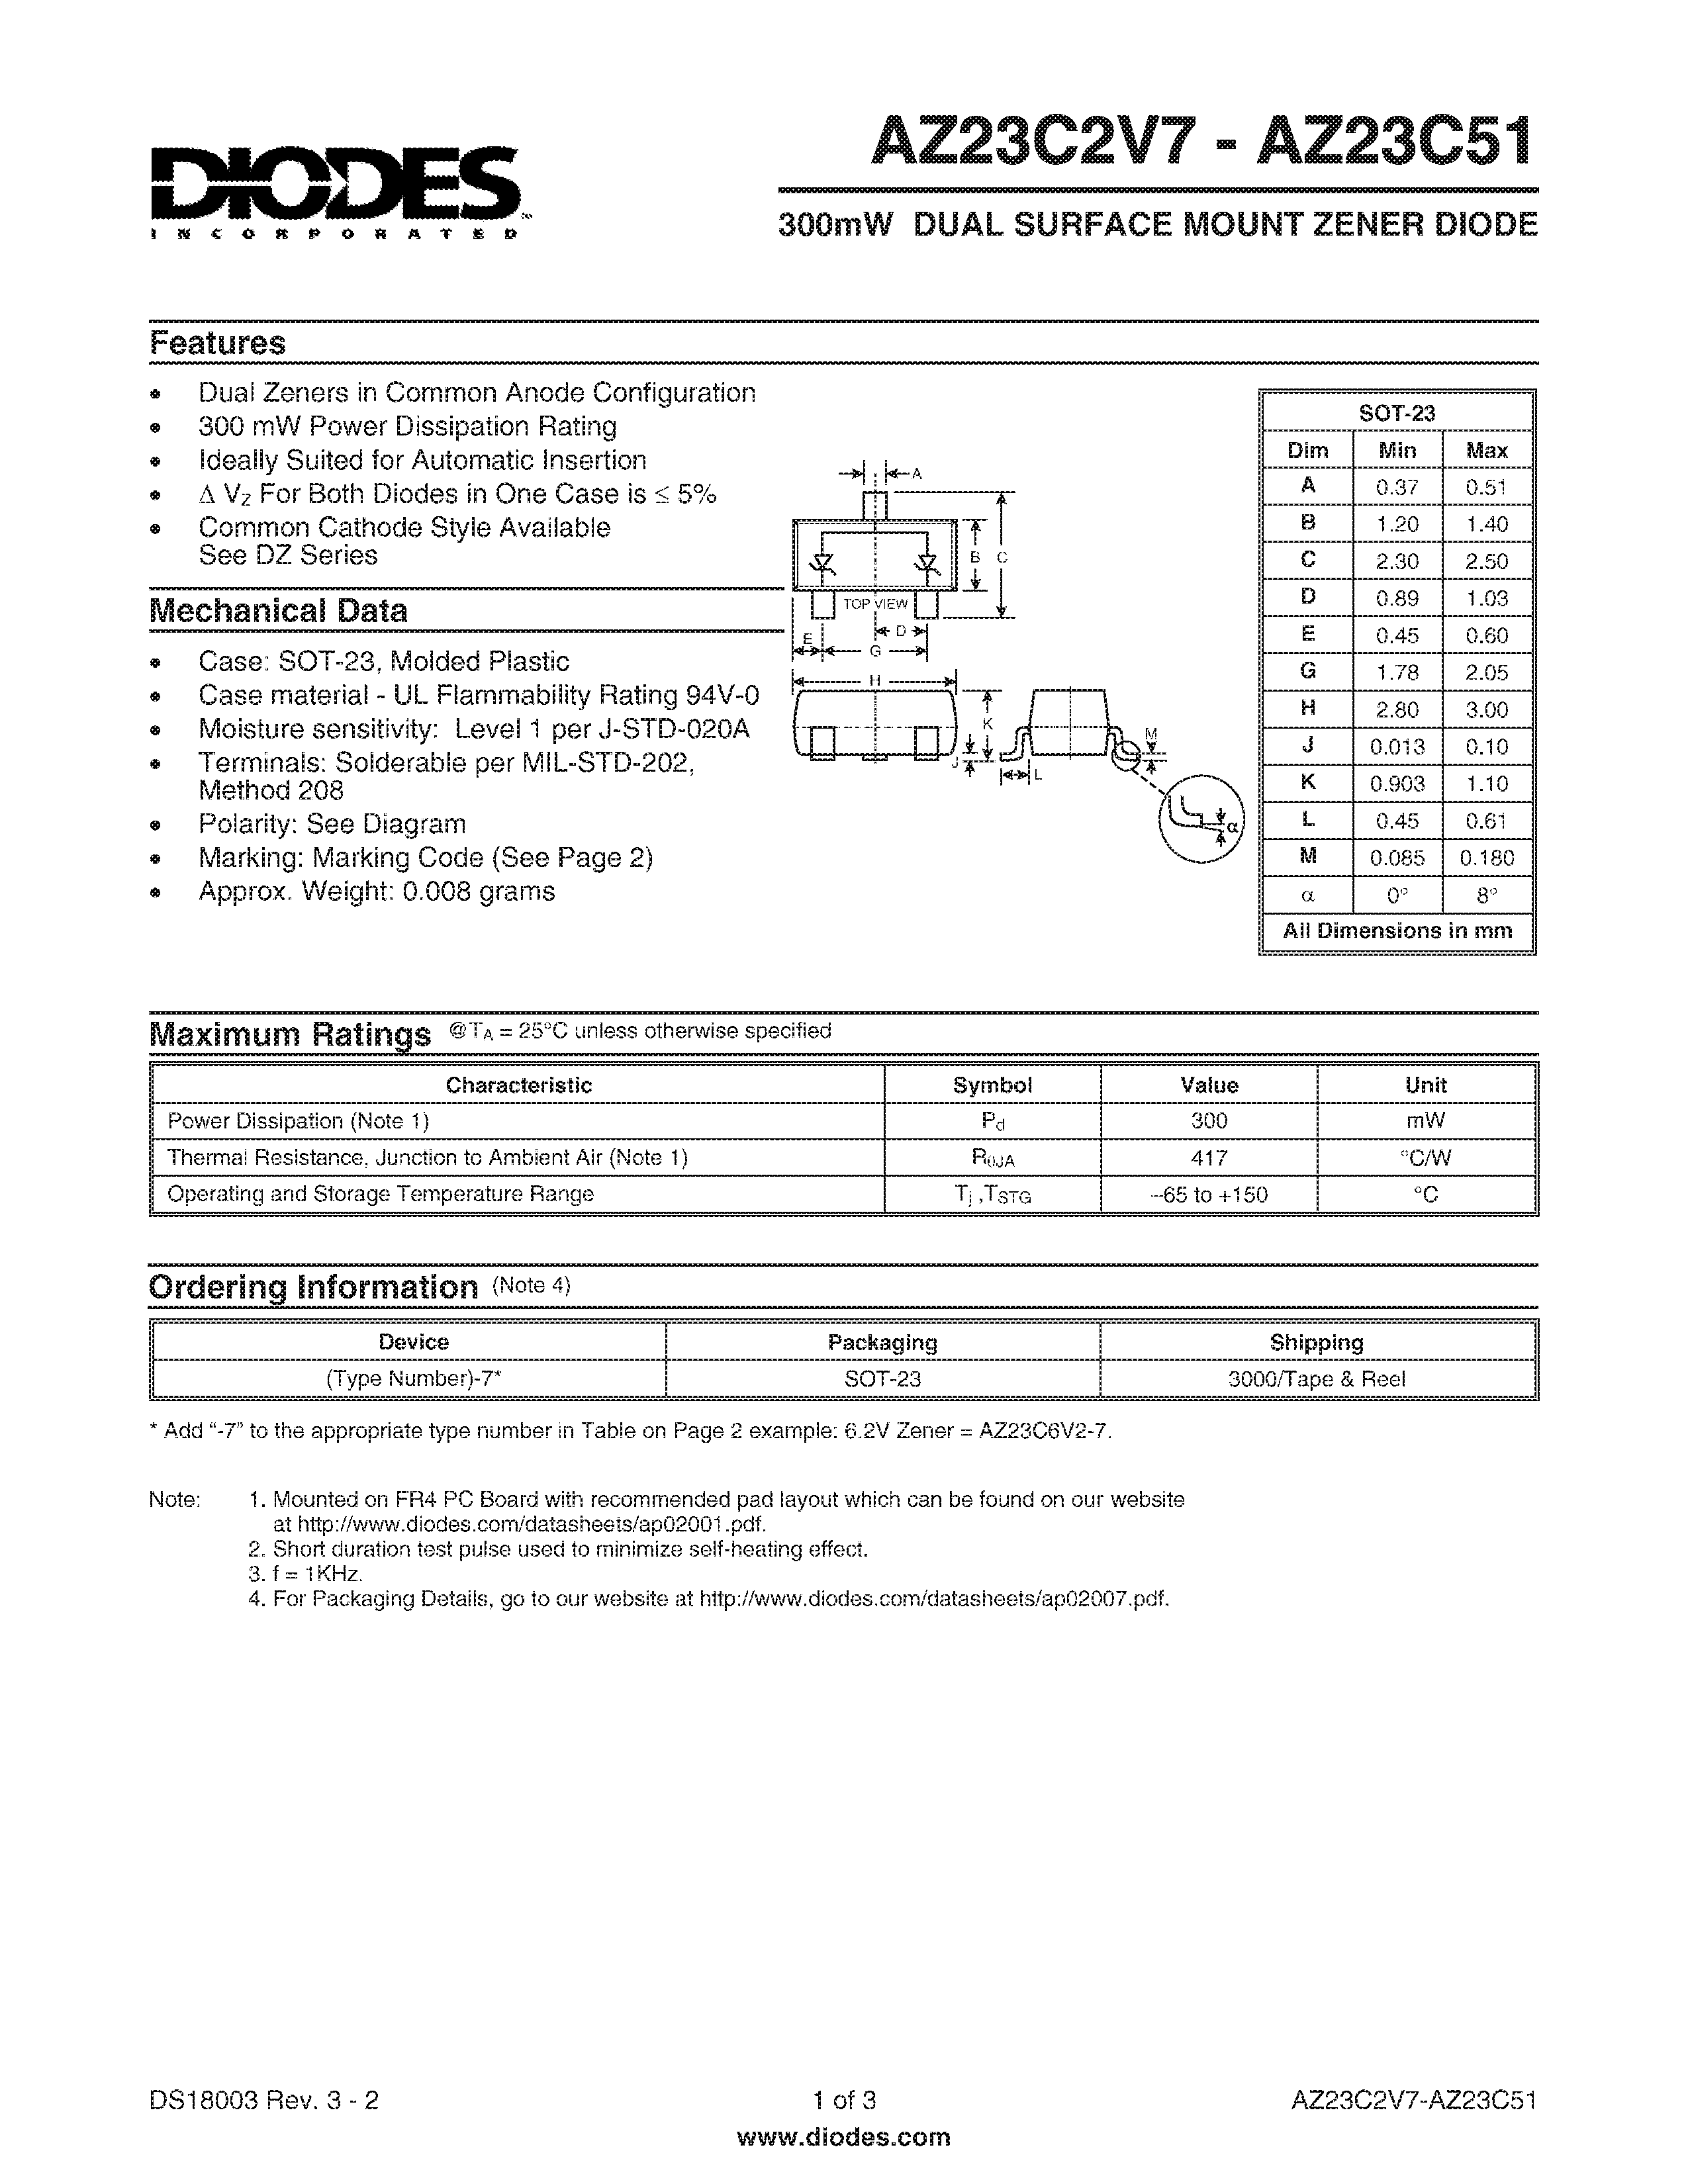 DIODES
INCORPORATED
AZ23C2V7 - AZ23C51
300mW DUAL SURFACE MOUNT ZENER DIODE
Features
• Dual Zeners in Common Anode Configuration
• 300 mW Power Dissipation Rating
• Ideally Suited for Automatic Insertion
• Δ VZ For Both Diodes in One Case is ≤ 5%
• Common Cathode Style Available
See DZ Series
Mechanical Data
• Case: SOT-23, Molded Plastic
• Case material - UL Flammability Rating 94V-0
• Moisture sensitivity: Level 1 per J-STD-020A
• Terminals: Solderable per MIL-STD-202,
Method 208
• Polarity: See Diagram
• Marking: Marking Code (See Page 2)
• Approx. Weight: 0.008 grams
A
B C
TOP VIEW
E
D
G
H
K
J
L
M
α
SOT-23
Dim Min Max
A 0.37 0.51
B 1.20 1.40
C 2.30 2.50
D 0.89 1.03
E 0.45 0.60
G 1.78 2.05
H 2.80 3.00
J 0.013 0.10
K 0.903 1.10
L 0.45 0.61
M 0.085 0.180
α 0° 8°
All Dimensions in mm
Maximum Ratings @TA = 25°C unless otherwise specified
Characteristic Symbol Value Unit
Power Dissipation (Note 1) Pd 300 mW
Thermal Resistance, Junction to Ambient Air (Note 1) RθJA 417 °C/W
Operating and Storage Temperature Range Tj ,TSTG –65 to +150 °C
Ordering Information (Note 4)
Device Packaging Shipping
(Type Number)-7* SOT-23 3000/Tape & Reel
* Add “-7” to the appropriate type number in Table on Page 2 example: 6.2V Zener = AZ23C6V2-7.
Note: 1. Mounted on FR4 PC Board with recommended pad layout which can be found on our website
at http://www.diodes.com/datasheets/ap02001.pdf.
2. Short duration test pulse used to minimize self-heating effect.
3. f = 1KHz.
4. For Packaging Details, go to our website at http://www.diodes.com/datasheets/ap02007.pdf.
DS18003 Rev. 3 - 2 1 of 3 AZ23C2V7-AZ23C51
www.diodes.com